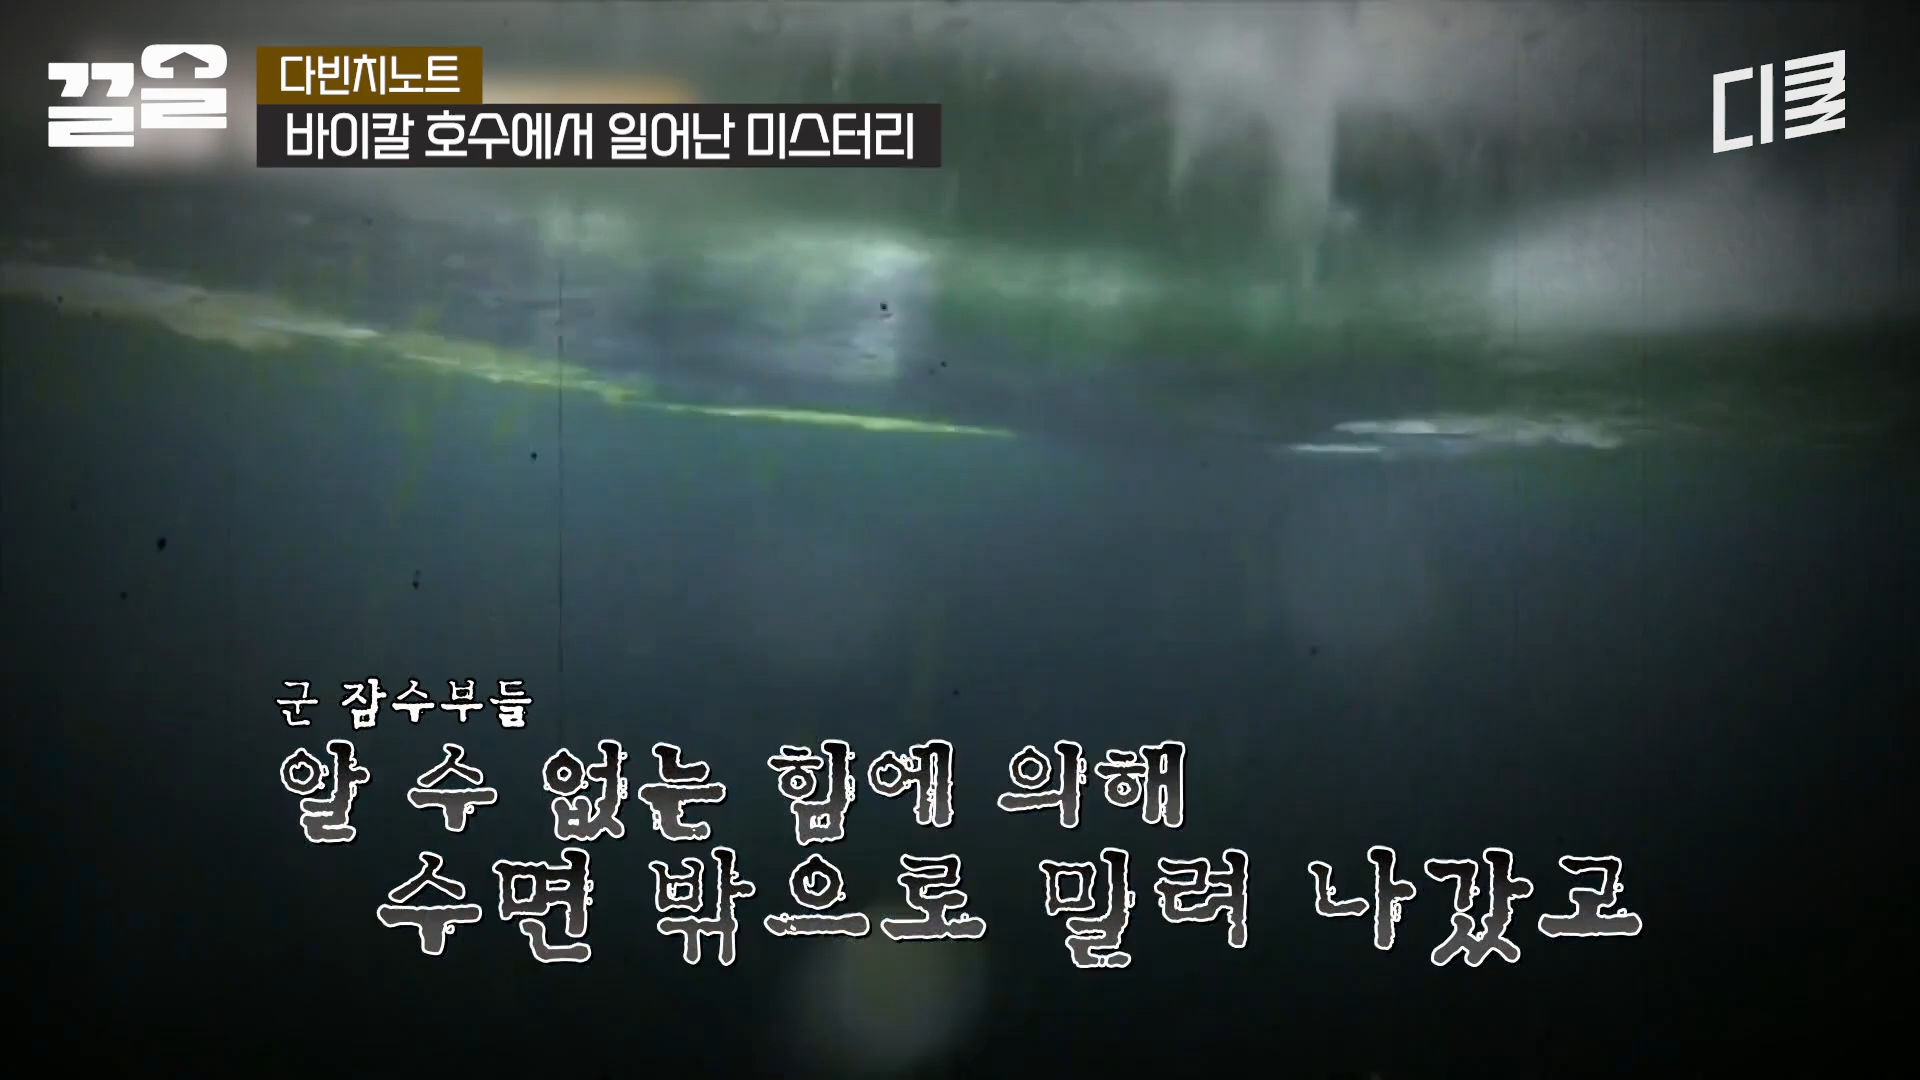 끌올
다빈치노트
바이칼 호수에서 일어난 미스터리
디클
군 잠수부들
알 수 없는 힘에 의해
수면 밖으로 밀려 나갔고